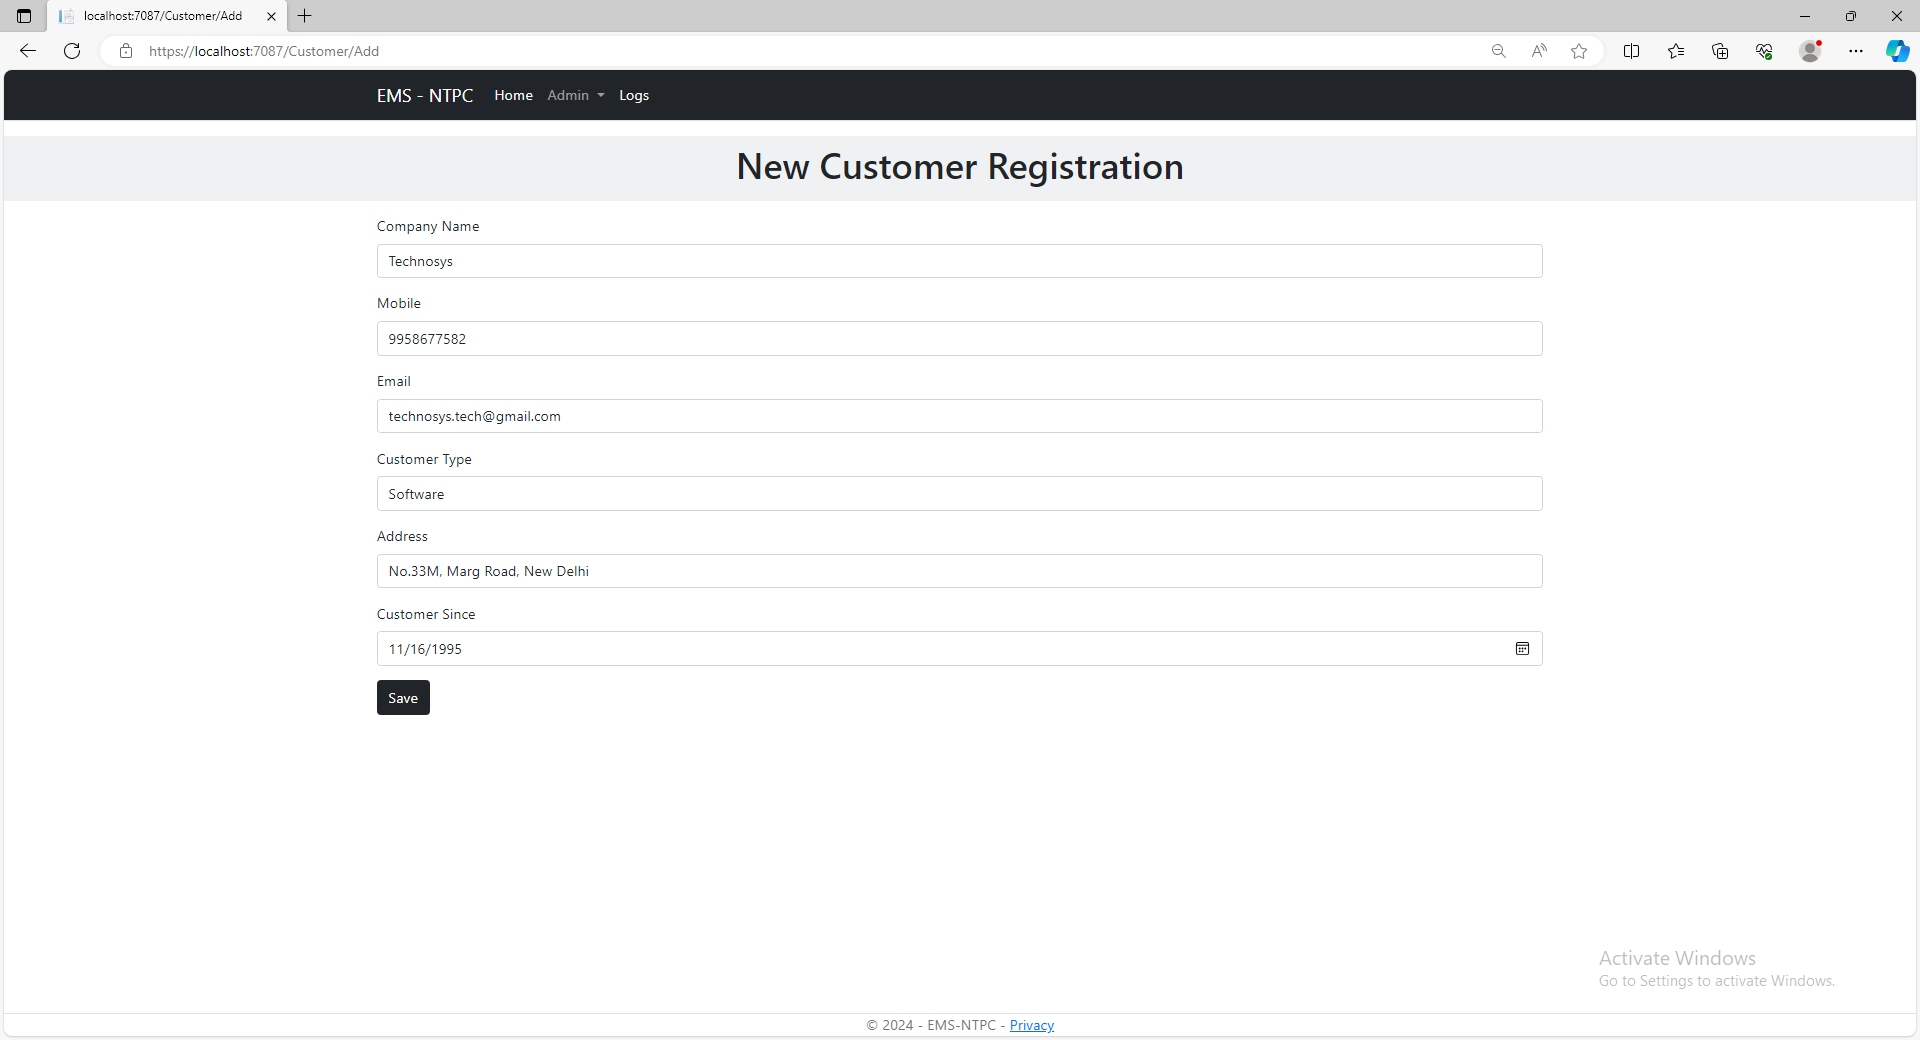 localhost:7087/Customer/Add
https://localhost:7087/Customer/Add
EMS - NTPC Home Admin Logs
New Customer Registration
Company Name
Technosys
Mobile
9958677582
Email
technosys.tech@gmail.com
Customer Type
Software
Address
No.33M, Marg Road, New Delhi
Customer Since
11/16/1995
Save
Activate Windows
Go to Settings to activate Windows.
© 2024 - EMS-NTPC - Privacy